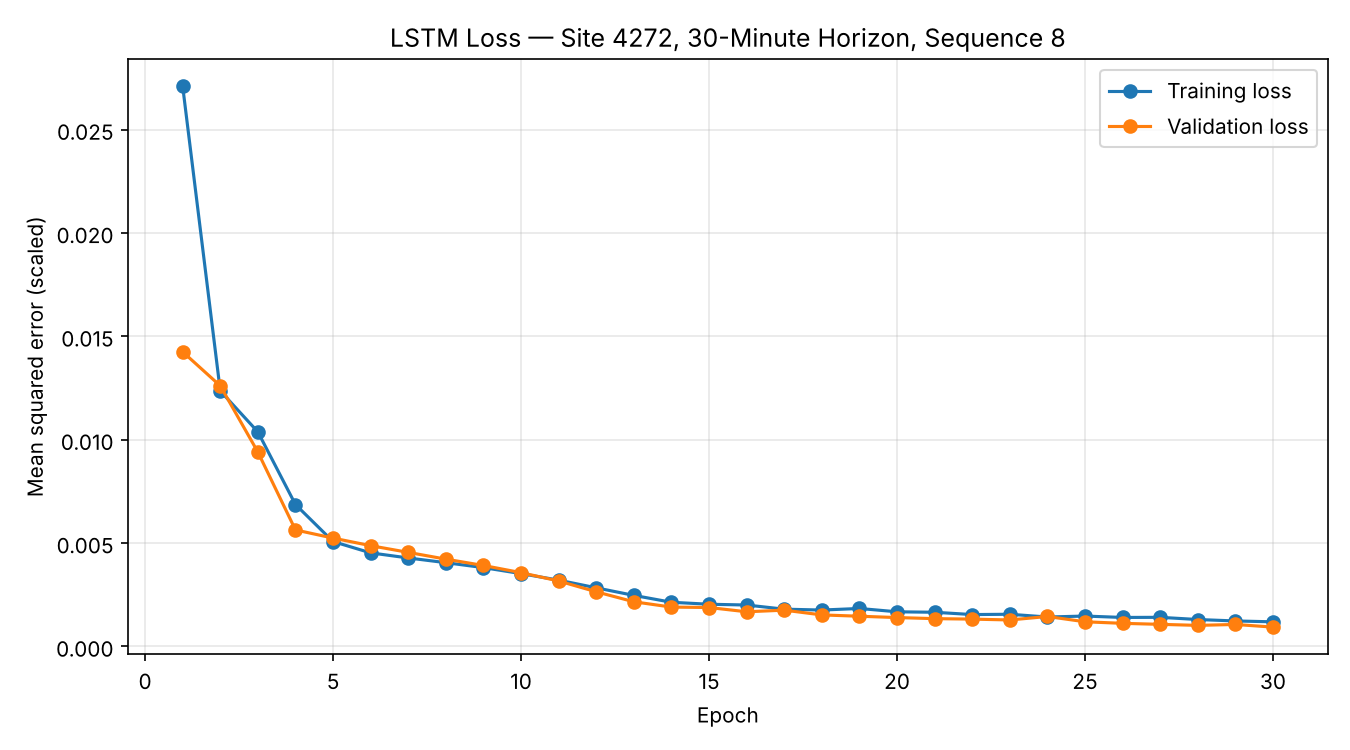 LSTM Loss — Site 4272, 30-Minute Horizon, Sequence 8
Training loss
Validation loss
Mean squared error (scaled)
0.025
0.020
0.015
0.010
0.005
0.000
0 5 10 15 20 25 30
Epoch